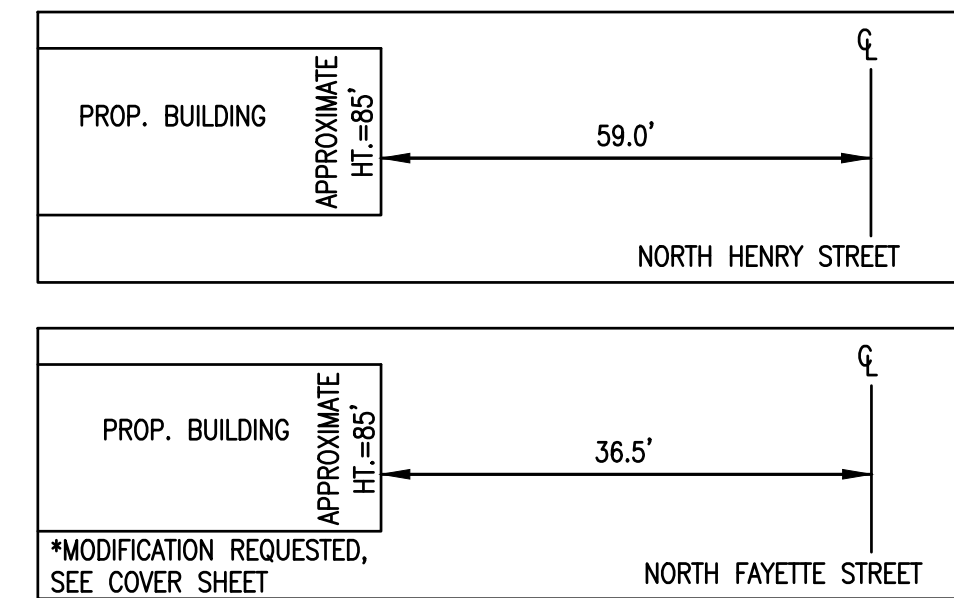 ℄
PROP. BUILDING
APPROXIMATE
HT.=85'
59.0'
NORTH HENRY STREET
℄
PROP. BUILDING
APPROXIMATE
HT.=85'
36.5'
*MODIFICATION REQUESTED,
SEE COVER SHEET
NORTH FAYETTE STREET